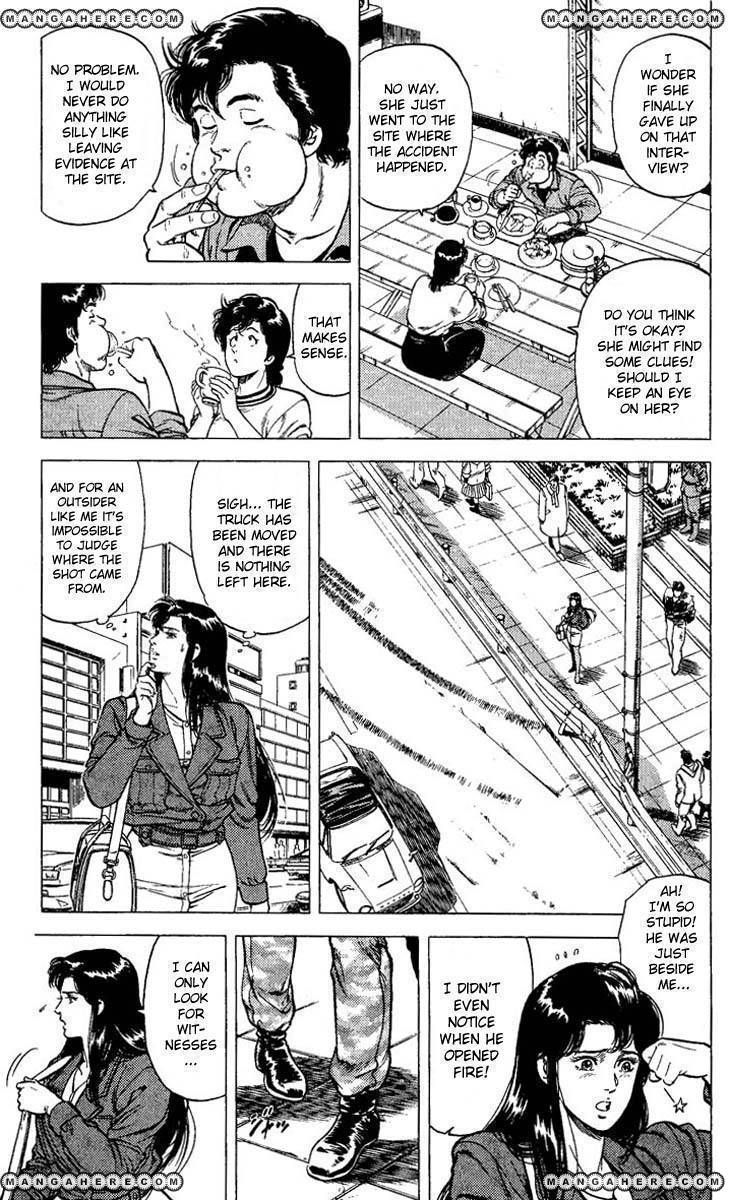 MANGAHERE.COM
MANGAHERE.COM
I
WONDER
IF SHE
FINALLY
GAVE UP
ON THAT
INTER-
VIEW?
NO WAY.
SHE JUST
WENT TO THE
SITE WHERE
THE ACCIDENT
HAPPENED.
DO YOU THINK
IT'S OKAY?
SHE MIGHT FIND
SOME CLUES!
SHOULD I
KEEP AN EYE
ON HER?
NO PROBLEM.
I WOULD
NEVER DO
ANYTHING
SILLY LIKE
LEAVING
EVIDENCE AT
THE SITE.
THAT
MAKES
SENSE.
SIGH... THE
TRUCK HAS
BEEN MOVED
AND THERE
IS NOTHING
LEFT HERE.
AND FOR AN
OUTSIDER
LIKE ME IT'S
IMPOSSIBLE
TO JUDGE
WHERE THE
SHOT CAME
FROM.
AH!
I'M SO
STUPID!
HE WAS
JUST
BESIDE
ME...
I DIDN'T
EVEN
NOTICE
WHEN HE
OPENED
FIRE!
I CAN
ONLY
LOOK
FOR
WIT-
NESSES
...
MANGAHERE.COM
MANGAHERE.COM